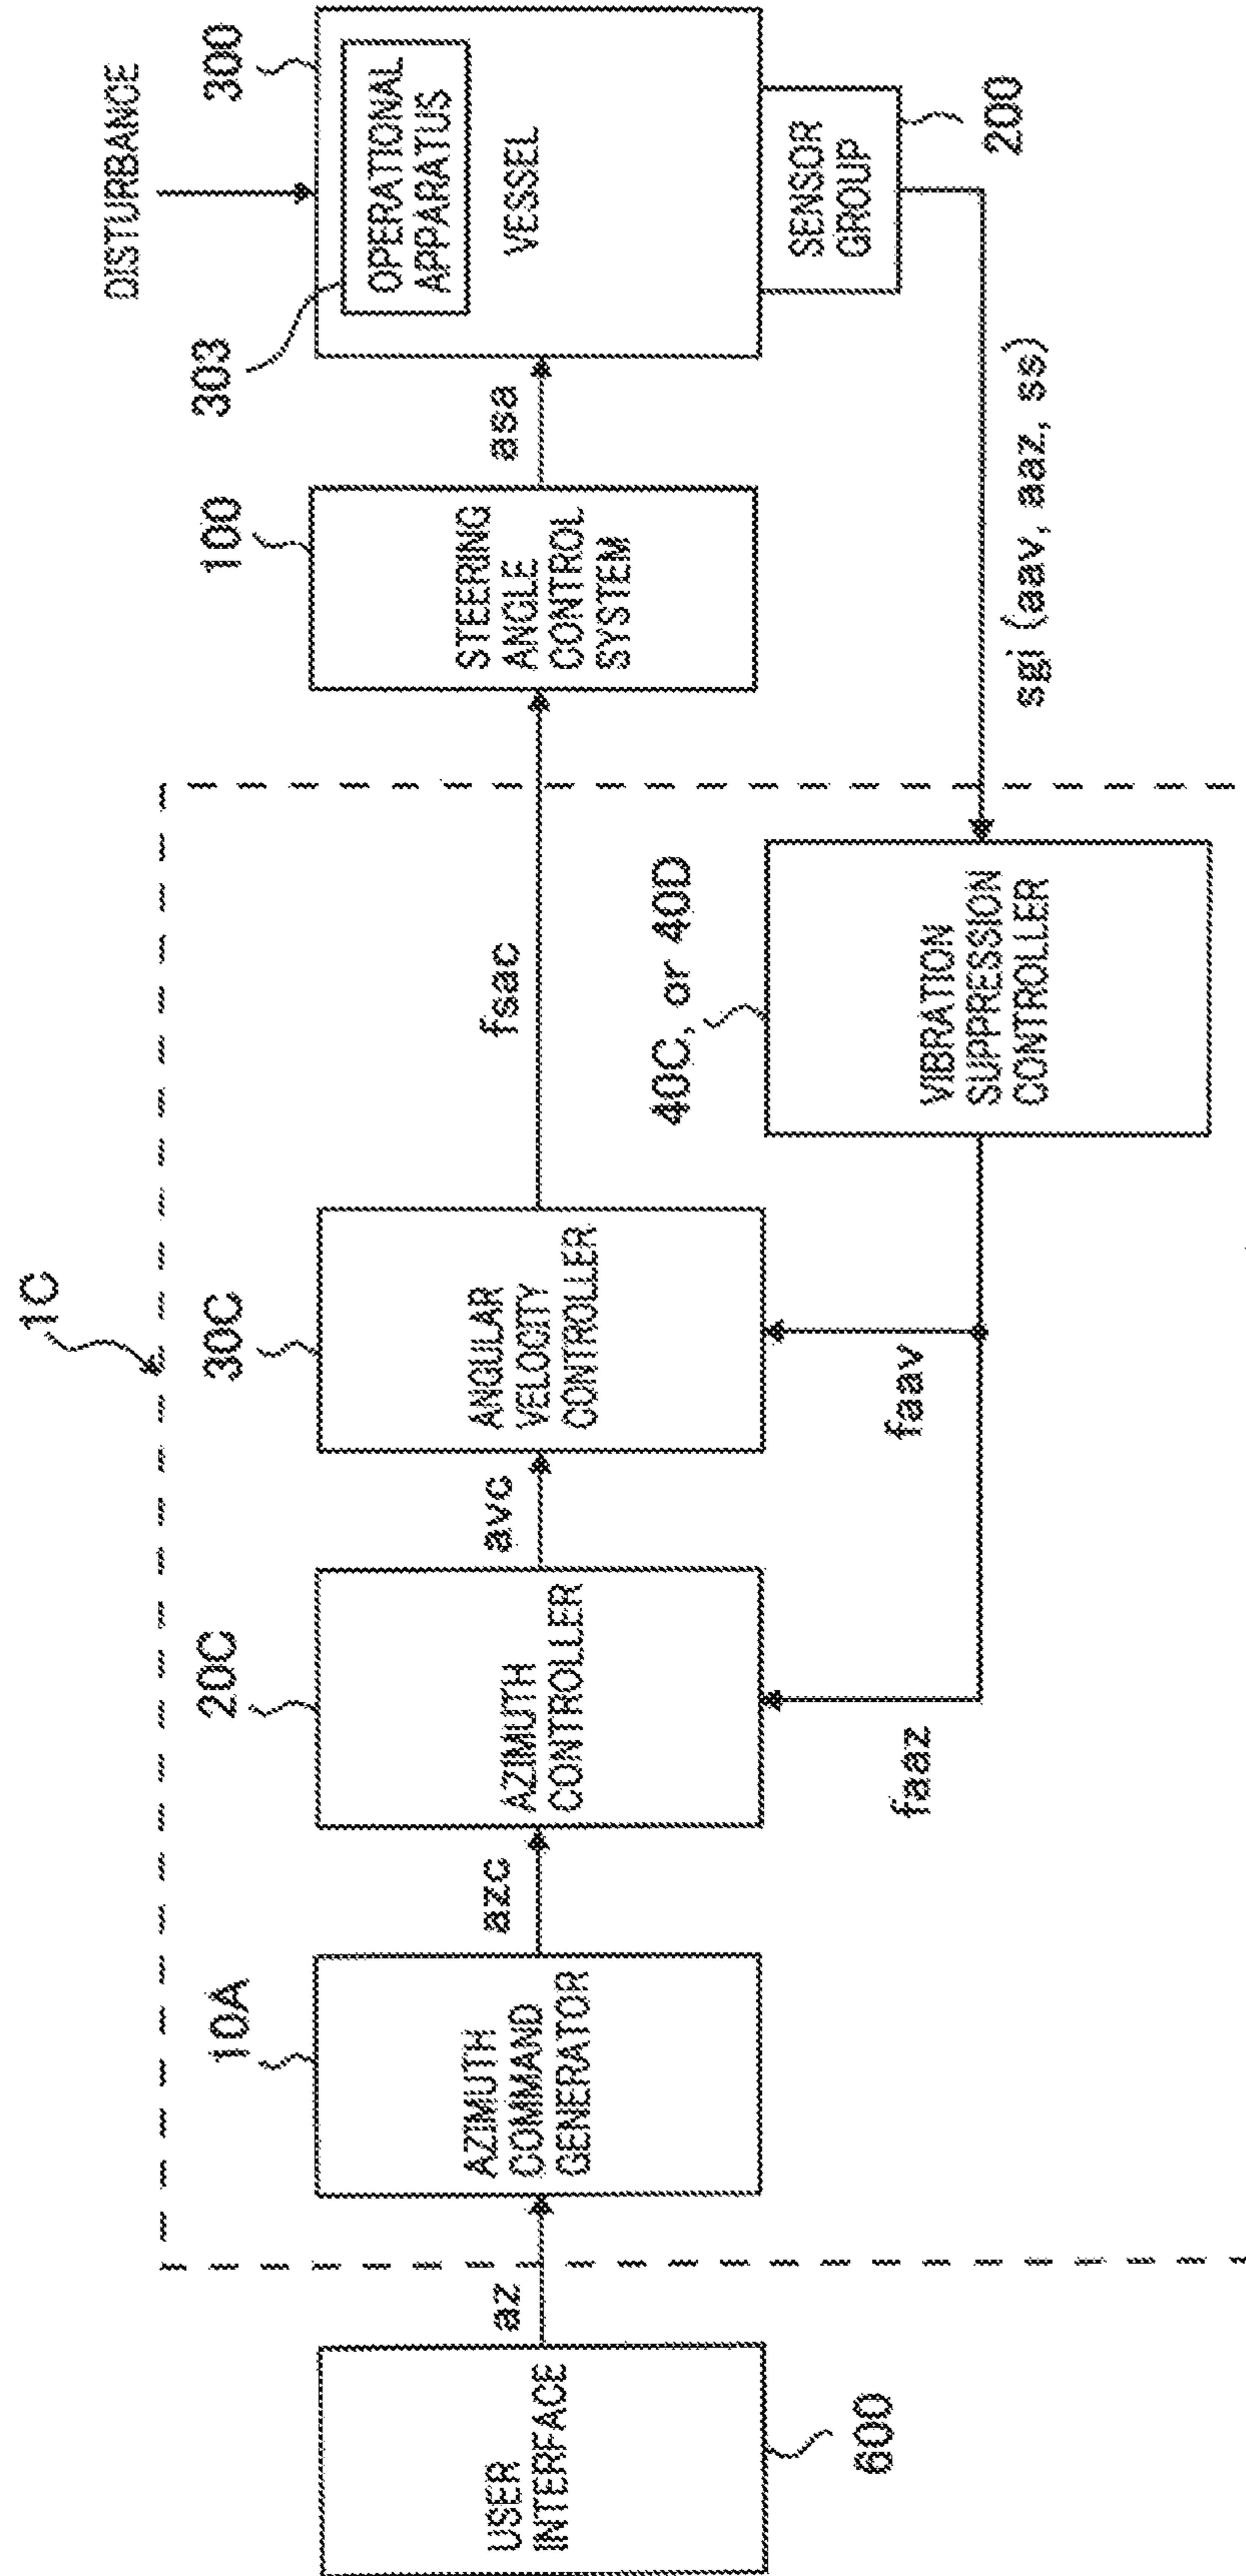 1C
USER
INTERFACE
600
az
10A
AZIMUTH
COMMAND
GENERATOR
azc
20C
AZIMUTH
CONTROLLER
faaz
avc
30C
ANGULAR
VELOCITY
CONTROLLER
faav
fsac
40C, or 40D
VIBRATION
SUPPRESSION
CONTROLLER
100
STEERING
ANGLE
CONTROL
SYSTEM
asa
sgi (aav, aaz, ss)
DISTURBANCE
303
300
OPERATIONAL
APPARATUS
VESSEL
SENSOR
GROUP
200